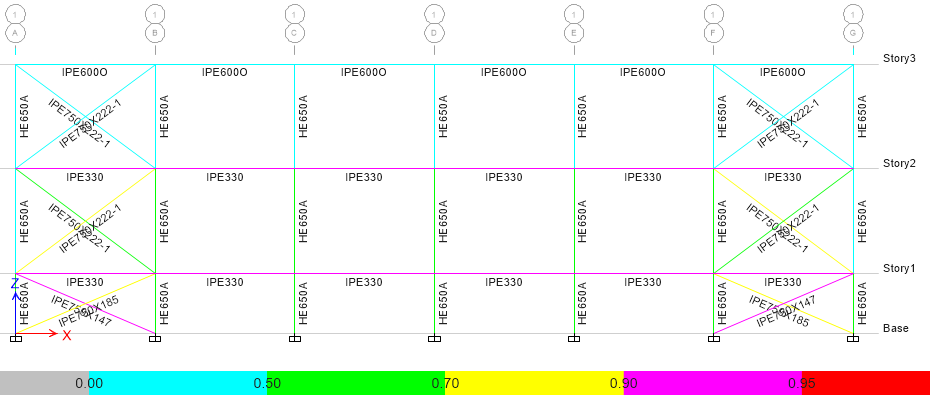 1 1 1 1 1 1 1
A B C D E F G
Story3
IPE600O IPE600O IPE600O IPE600O IPE600O IPE600O
HE650A HE650A HE650A HE650A HE650A HE650A HE650A
IPE750X222-1
IPE750X222-1
IPE750X222-1
IPE750X222-1
Story2
IPE330 IPE330 IPE330 IPE330 IPE330 IPE330
HE650A HE650A HE650A HE650A HE650A HE650A HE650A
IPE750X222-1
IPE750X222-1
IPE750X222-1
IPE750X222-1
Story1
IPE330 IPE330 IPE330 IPE330 IPE330 IPE330
Z
HE650A HE650A HE650A HE650A HE650A HE650A HE650A
IPE750X185
IPE750X147
IPE750X147
IPE750X185
Base
X
0.00 0.50 0.70 0.90 0.95